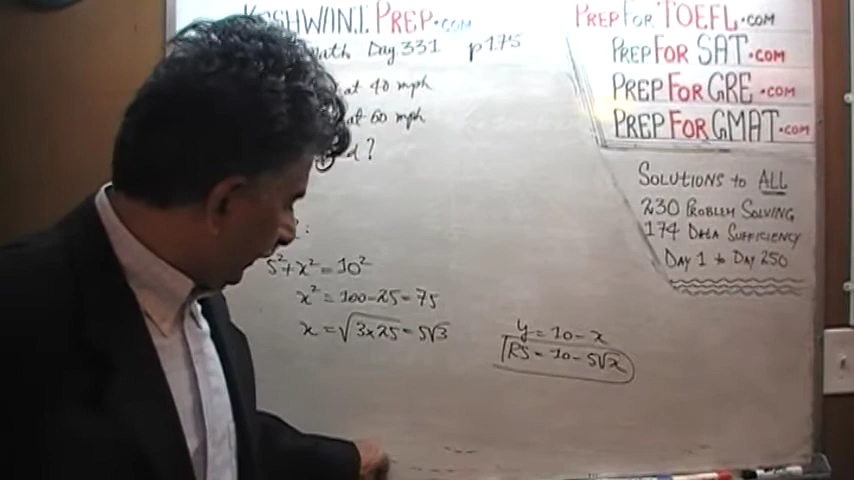 KESHWANI PREP.COM
math Day 331 p175
at 40 mph
at 60 mph
d?
:
5²+x²=10²
x²=100-25=75
x=√3x25=5√3
y=10-x
RS=10-5√x
PREPFORTOEFL.COM
PREPFORSAT.COM
PREPFORGRE.COM
PREPFORGMAT.COM
SOLUTIONS to ALL
230 PROBLEM SOLVING
174 DATA SUFFICIENCY
DAY 1 to DAY 250